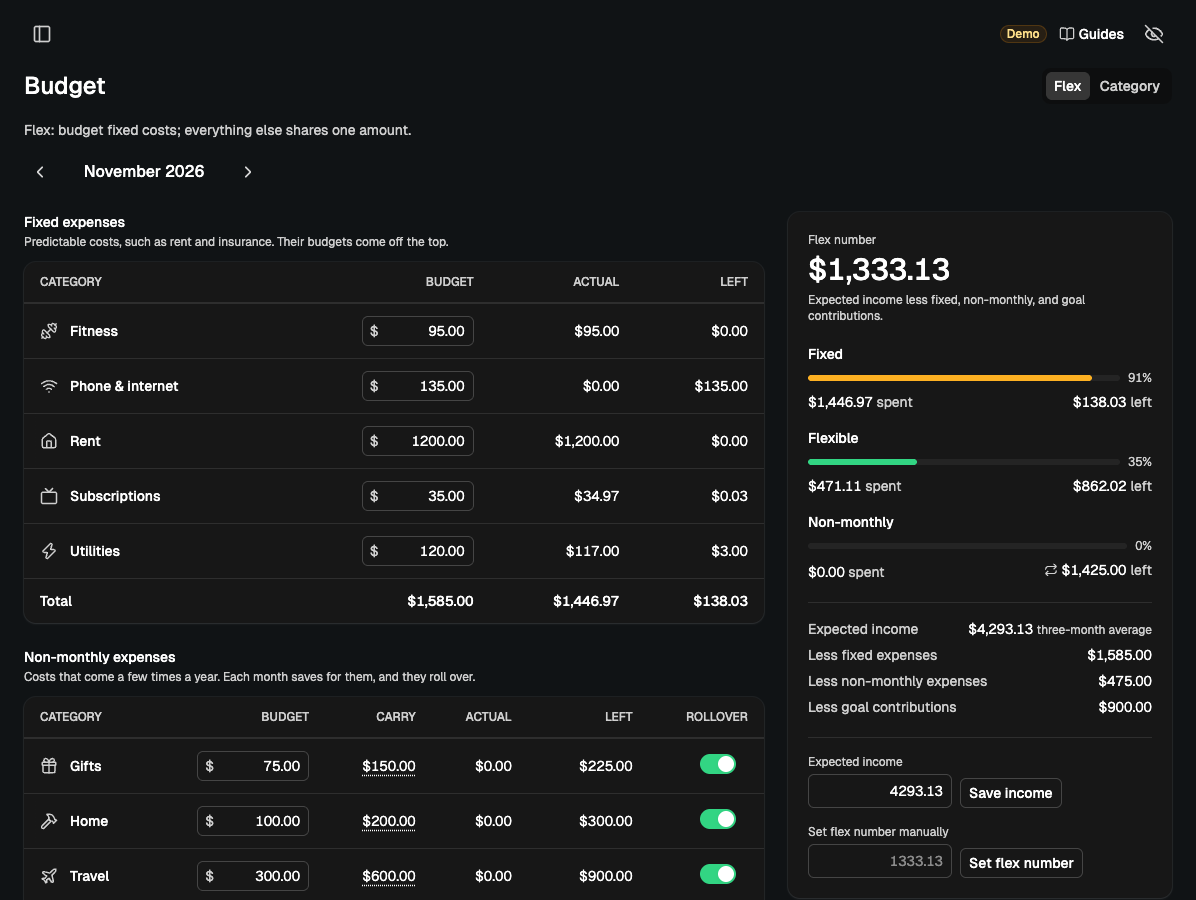 Demo Guides
Budget
Flex Category
Flex: budget fixed costs; everything else shares one amount.
November 2026
Fixed expenses
Predictable costs, such as rent and insurance. Their budgets come off the top.
CATEGORY BUDGET ACTUAL LEFT
Fitness $ 95.00 $95.00 $0.00
Phone & internet $ 135.00 $0.00 $135.00
Rent $ 1200.00 $1,200.00 $0.00
Subscriptions $ 35.00 $34.97 $0.03
Utilities $ 120.00 $117.00 $3.00
Total $1,585.00 $1,446.97 $138.03
Non-monthly expenses
Costs that come a few times a year. Each month saves for them, and they roll over.
CATEGORY BUDGET CARRY ACTUAL LEFT ROLLOVER
Gifts $ 75.00 $150.00 $0.00 $225.00
Home $ 100.00 $200.00 $0.00 $300.00
Travel $ 300.00 $600.00 $0.00 $900.00
Flex number
$1,333.13
Expected income less fixed, non-monthly, and goal
contributions.
Fixed
91%
$1,446.97 spent $138.03 left
Flexible
35%
$471.11 spent $862.02 left
Non-monthly
0%
$0.00 spent $1,425.00 left
Expected income $4,293.13 three-month average
Less fixed expenses $1,585.00
Less non-monthly expenses $475.00
Less goal contributions $900.00
Expected income
4293.13 Save income
Set flex number manually
1333.13 Set flex number